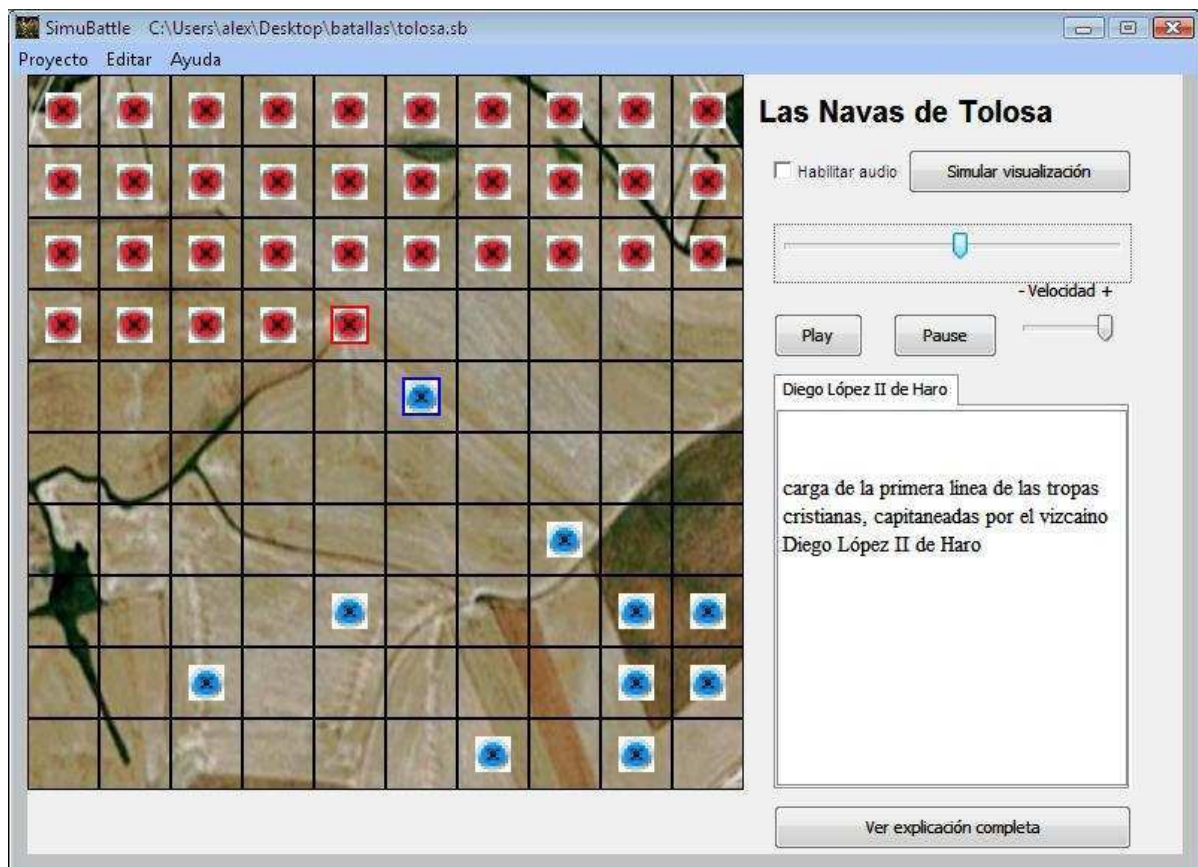 SimuBattle C:\Users\alex\Desktop\batallas\tolosa.sb
Proyecto Editar Ayuda
Las Navas de Tolosa
Habilitar audio
Simular visualización
- Velocidad +
Play
Pause
Diego López II de Haro
carga de la primera linea de las tropas
cristianas, capitaneadas por el vizcaíno
Diego López II de Haro
Ver explicación completa